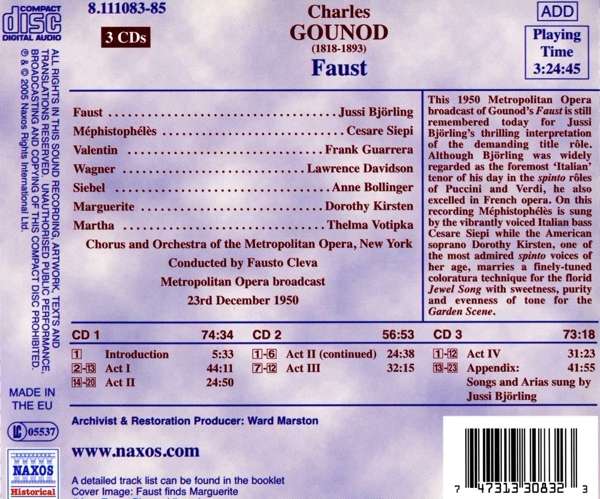 COMPACT
disc
DIGITAL AUDIO
8.111083-85
3 CDs
Charles
GOUNOD
(1818-1893)
Faust
ADD
Playing
Time
3:24:45
ALL RIGHTS IN THIS SOUND RECORDING, ARTWORK, TEXTS AND
TRANSLATIONS RESERVED. UNAUTHORISED PUBLIC PERFORMANCE,
BROADCASTING AND COPYING OF THIS COMPACT DISC PROHIBITED.
℗ & © 2005 Naxos Rights International Ltd.
Faust Jussi Björling
Méphistophélès Cesare Siepi
Valentin Frank Guarrera
Wagner Lawrence Davidson
Siebel Anne Bollinger
Marguerite Dorothy Kirsten
Martha Thelma Votipka
Chorus and Orchestra of the Metropolitan Opera, New York
Conducted by Fausto Cleva
Metropolitan Opera broadcast
23rd December 1950
This 1950 Metropolitan Opera
broadcast of Gounod's Faust is still
remembered today for Jussi
Björling's thrilling interpretation
of the demanding title rôle.
Although Björling was widely
regarded as the foremost 'Italian'
tenor of his day in the spinto rôles
of Puccini and Verdi, he also
excelled in French opera. On this
recording Méphistophélès is sung
by the vibrantly voiced Italian bass
Cesare Siepi while the American
soprano Dorothy Kirsten, one of
the most admired spinto voices of
her age, marries a finely-tuned
coloratura technique for the florid
Jewel Song with sweetness, purity
and evenness of tone for the
Garden Scene.
CD 1 74:34
1 Introduction 5:33
2-13 Act I 44:11
14-20 Act II 24:50
CD 2 56:53
1-6 Act II (continued) 24:38
7-12 Act III 32:15
CD 3 73:18
1-12 Act IV 31:23
13-23 Appendix: 41:55
Songs and Arias sung by
Jussi Björling
MADE IN
THE EU
LC 05537
Archivist & Restoration Producer: Ward Marston
www.naxos.com
NAXOS
Historical
A detailed track list can be found in the booklet
Cover Image: Faust finds Marguerite
7 47313 30832 3